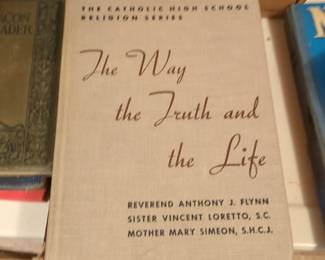 THE CATHOLIC HIGH SCHOOL
RELIGION SERIES
The Way
the Truth and
the Life
REVEREND ANTHONY J. FLYNN
SISTER VINCENT LORETTO, S.C.
MOTHER MARY SIMEON, S.H.C.J.